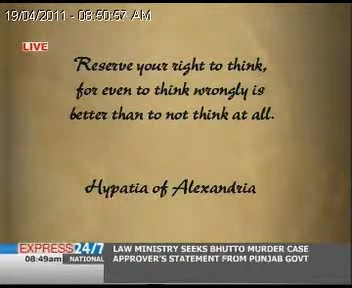 19/04/2011 - 08:50:57 AM
LIVE
Reserve your right to think,
for even to think wrongly is
better than to not think at all.
Hypatia of Alexandria
EXPRESS 24/7
08:49am NATIONAL
LAW MINISTRY SEEKS BHUTTO MURDER CASE
APPROVER'S STATEMENT FROM PUNJAB GOVT